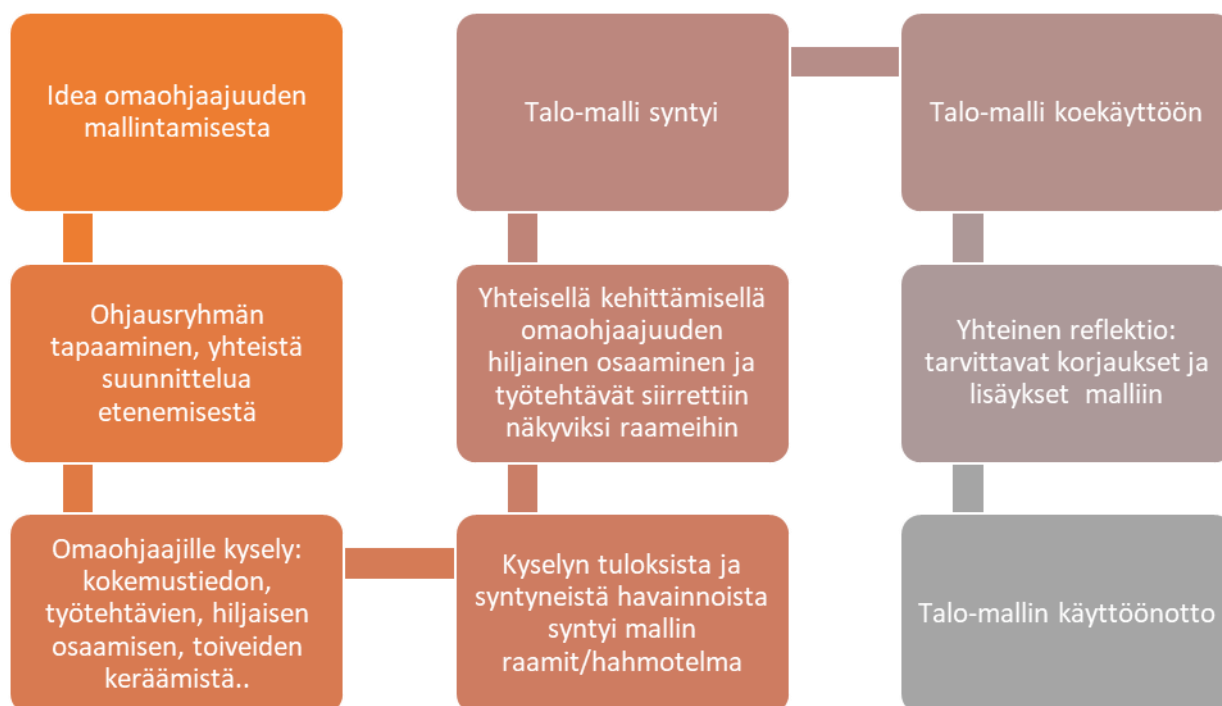 Idea omaohjaajuuden
mallintamisesta
Ohjausryhmän
tapaaminen, yhteistä
suunnittelua
etenemisestä
Omaohjaajille kysely:
kokemustiedon,
työtehtävien, hiljaisen
osaamisen, toiveiden
keräämistä..
Kyselyn tuloksista ja
syntyneistä havainnoista
syntyi mallin
raamit/hahmotelma
Yhteisellä kehittämisellä
omaohjaajuuden
hiljainen osaaminen ja
työtehtävät siirrettiin
näkyviksi raameihin
Talo-malli syntyi
Talo-malli koekäyttöön
Yhteinen reflektio:
tarvittavat korjaukset ja
lisäykset  malliin
Talo-mallin käyttöönotto